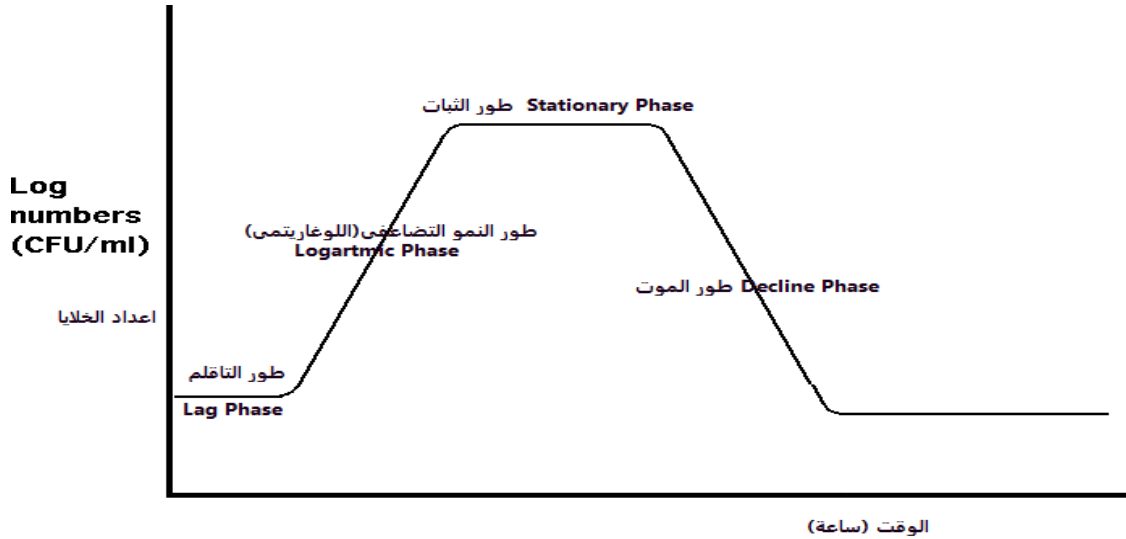 طور الثبات Stationary Phase
Log
numbers
(CFU/ml)
طور النمو التضاعفى(اللوغاريتمى)
Logartmic Phase
طور الموت Decline Phase
اعداد الخلايا
طور التاقلم
Lag Phase
الوقت (ساعة)